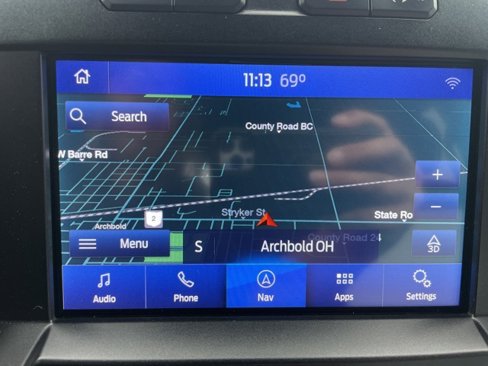 11:13 69°
Search
County Road BC
W Barre Rd
+
2
Stryker St
−
State Ro
Archbold
County Road 24
Menu
S
Archbold OH
3D
Audio
Phone
Nav
Apps
Settings